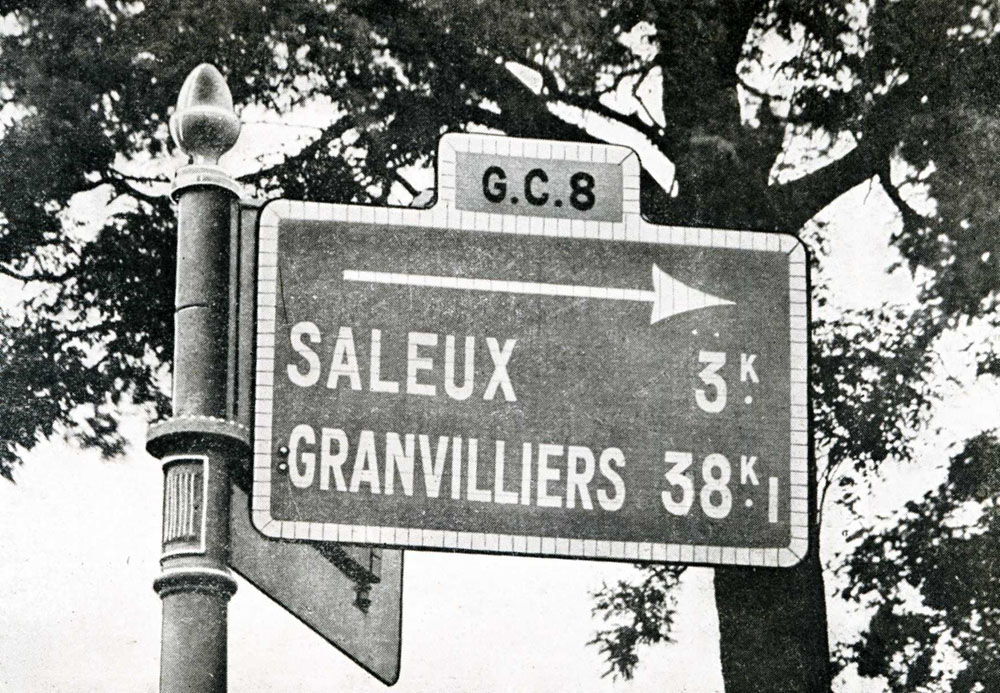 G.C.8
SALEUX 3K.
GRANVILLIERS 38K.1